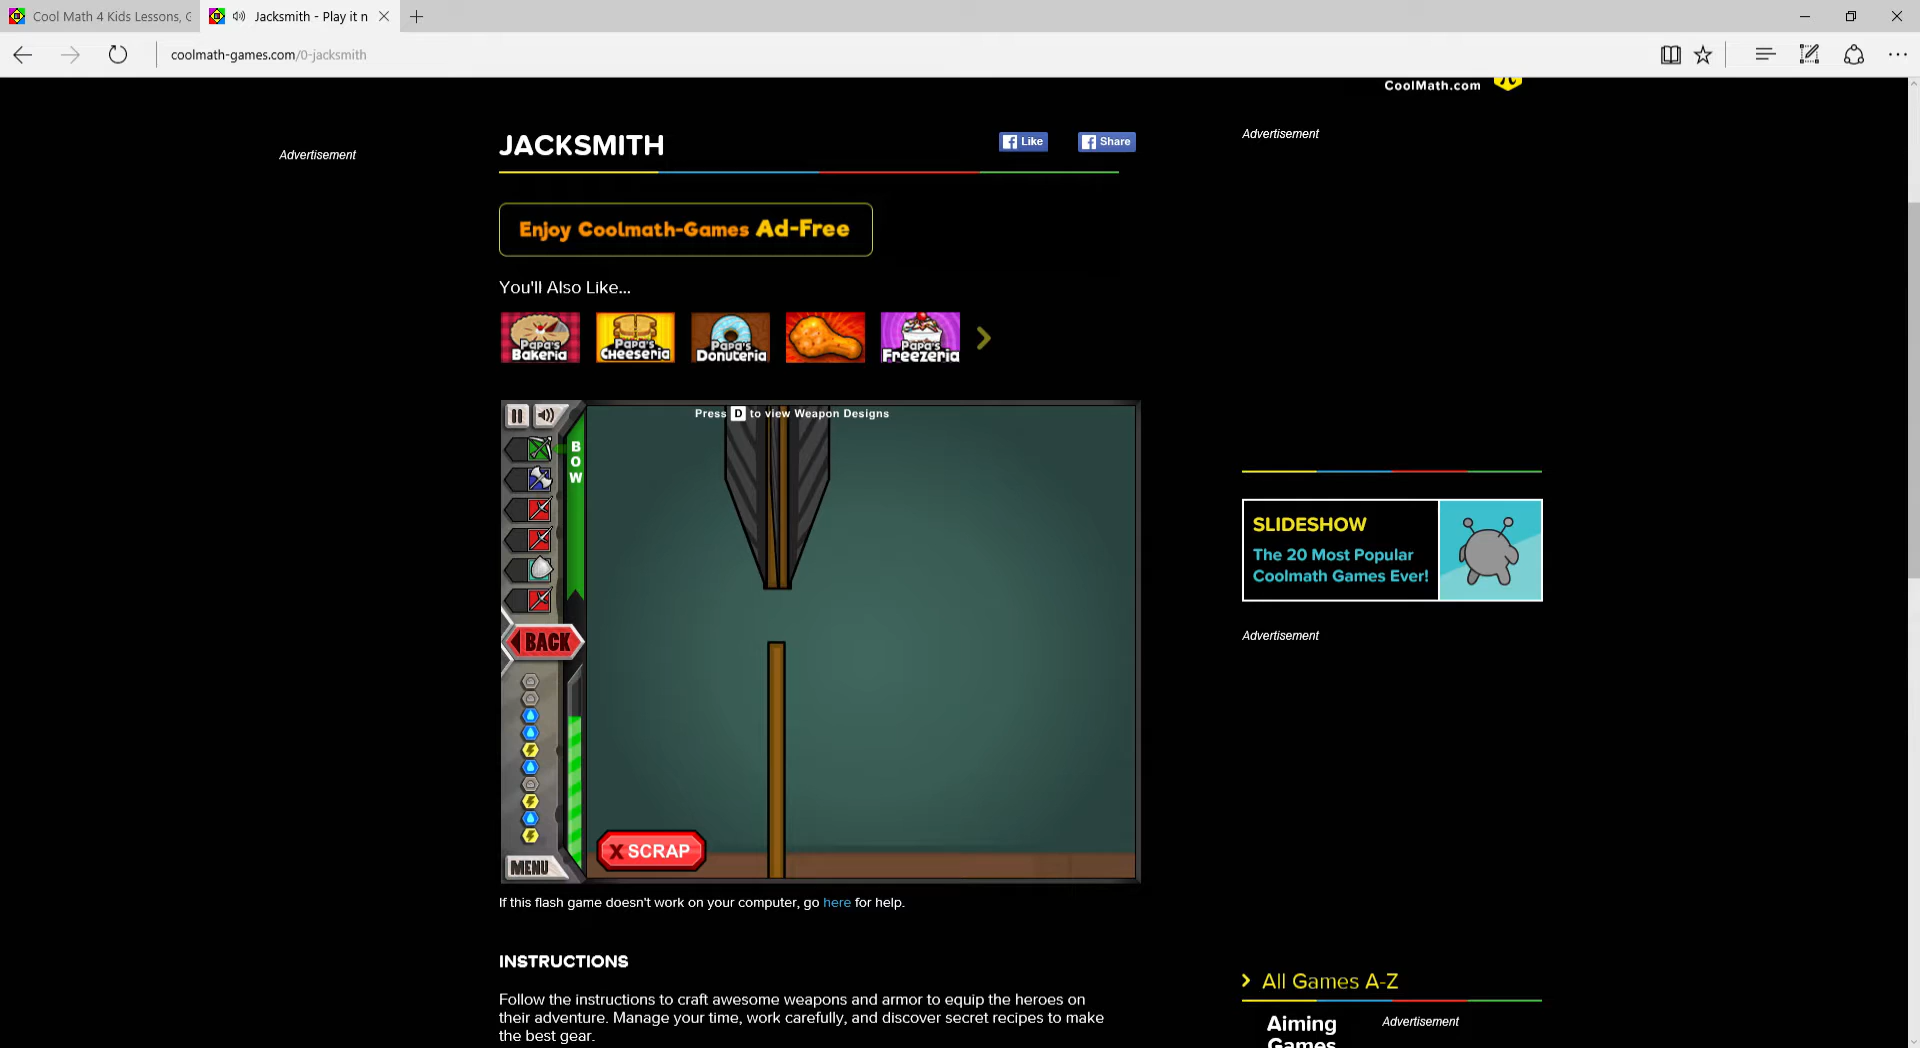 Cool Math 4 Kids Lessons, G
Jacksmith - Play it n
coolmath-games.com/0-jacksmith
CoolMath.com
Advertisement
JACKSMITH
Like
Share
Advertisement
Enjoy Coolmath-Games Ad-Free
You'll Also Like...
Papa's Bakeria
Papa's Cheeseria
Papa's Donuteria
Papa's Freezeria
Press D to view Weapon Designs
BOW
BACK
X SCRAP
MENU
SLIDESHOW
The 20 Most Popular
Coolmath Games Ever!
Advertisement
If this flash game doesn't work on your computer, go here for help.
INSTRUCTIONS
Follow the instructions to craft awesome weapons and armor to equip the heroes on
their adventure. Manage your time, work carefully, and discover secret recipes to make
the best gear.
All Games A-Z
Aiming
Games
Advertisement